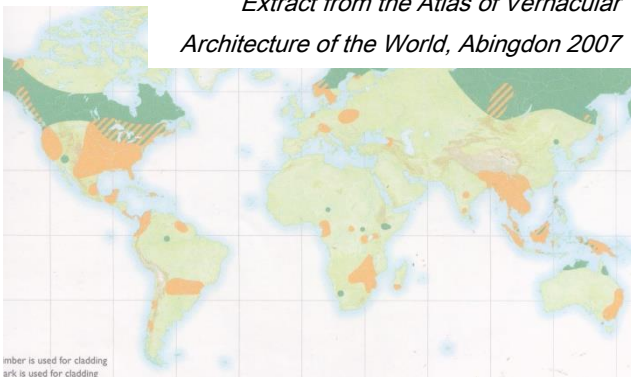 Extract from the Atlas of Vernacular
Architecture of the World, Abingdon 2007
mber is used for cladding
ark is used for cladding